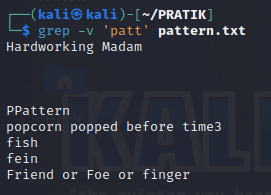 ┌──(kali㉿kali)-[~/PRATIK]
└─$ grep -v 'patt' pattern.txt
Hardworking Madam
PPattern
popcorn popped before time3
fish
fein
Friend or Foe or finger